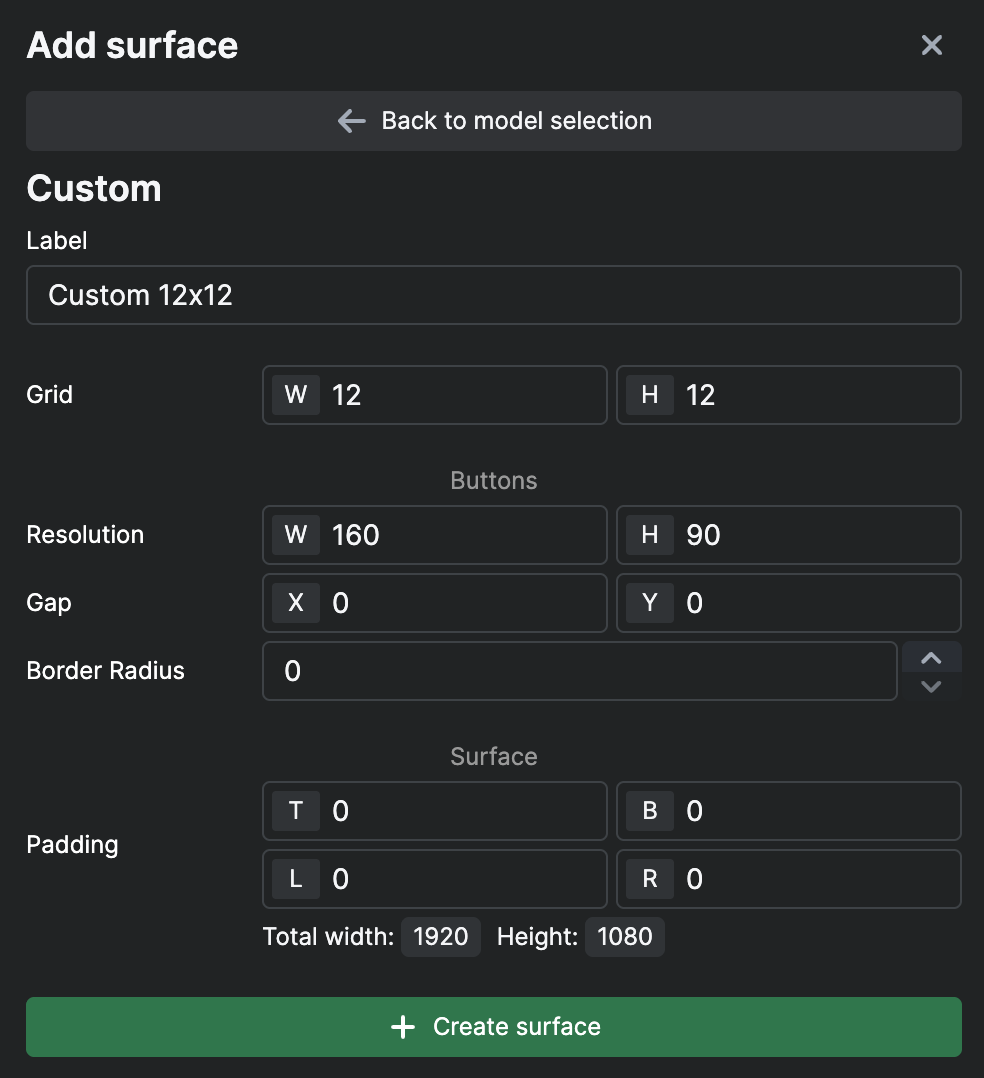 Add surface
Back to model selection
Custom
Label
Custom 12x12
Grid W 12 H 12
Buttons
Resolution W 160 H 90
Gap X 0 Y 0
Border Radius 0
Surface
T 0 B 0
Padding
L 0 R 0
Total width: 1920 Height: 1080
Create surface